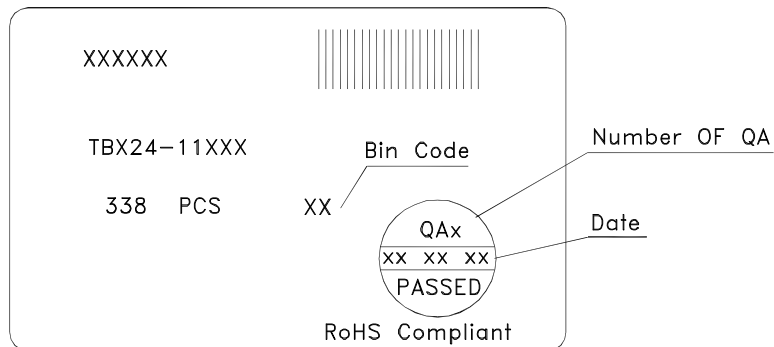 XXXXXX
TBX24-11XXX
Bin Code
Number OF QA
338 PCS
XX
QAx
Date
xx xx xx
PASSED
RoHS Compliant